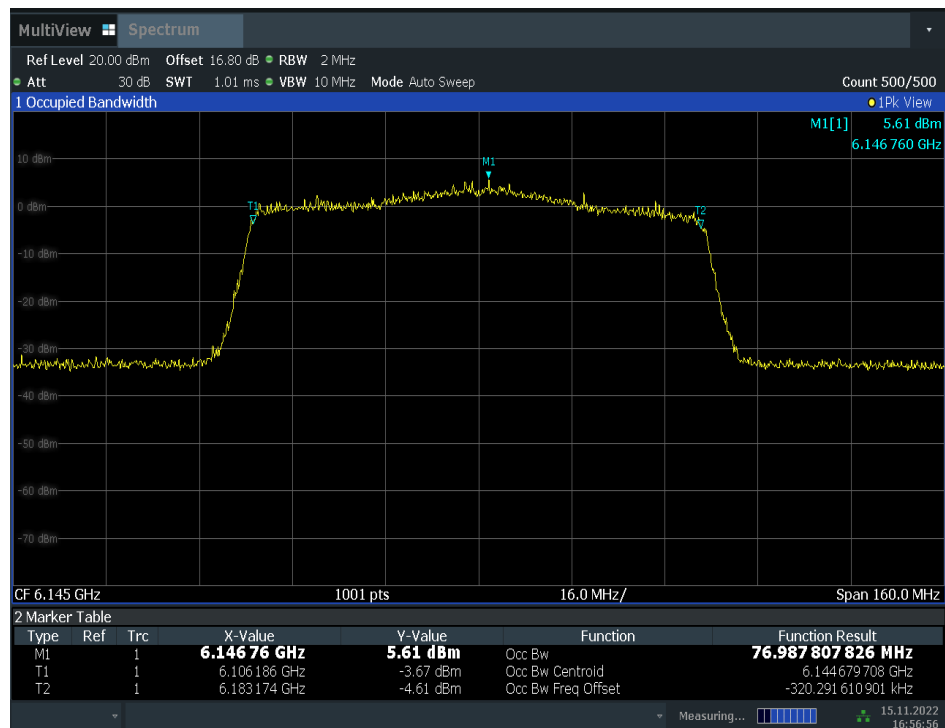 MultiView Spectrum
Ref Level 20.00 dBm Offset 16.80 dB RBW 2 MHz
Att 30 dB SWT 1.01 ms VBW 10 MHz Mode Auto Sweep Count 500/500
1 Occupied Bandwidth 1Pk View
M1[1] 5.61 dBm
6.146 760 GHz
10 dBm
M1
0 dBm
T1
T2
-10 dBm
-20 dBm
-30 dBm
-40 dBm
-50 dBm
-60 dBm
-70 dBm
CF 6.145 GHz 1001 pts 16.0 MHz/ Span 160.0 MHz
2 Marker Table
Type Ref Trc X-Value Y-Value Function Function Result
M1 1 6.146 76 GHz 5.61 dBm Occ Bw 76.987 807 826 MHz
T1 1 6.106 186 GHz -3.67 dBm Occ Bw Centroid 6.144 679 708 GHz
T2 1 6.183 174 GHz -4.61 dBm Occ Bw Freq Offset -320.291 610 901 kHz
Measuring... 15.11.2022
16:56:56